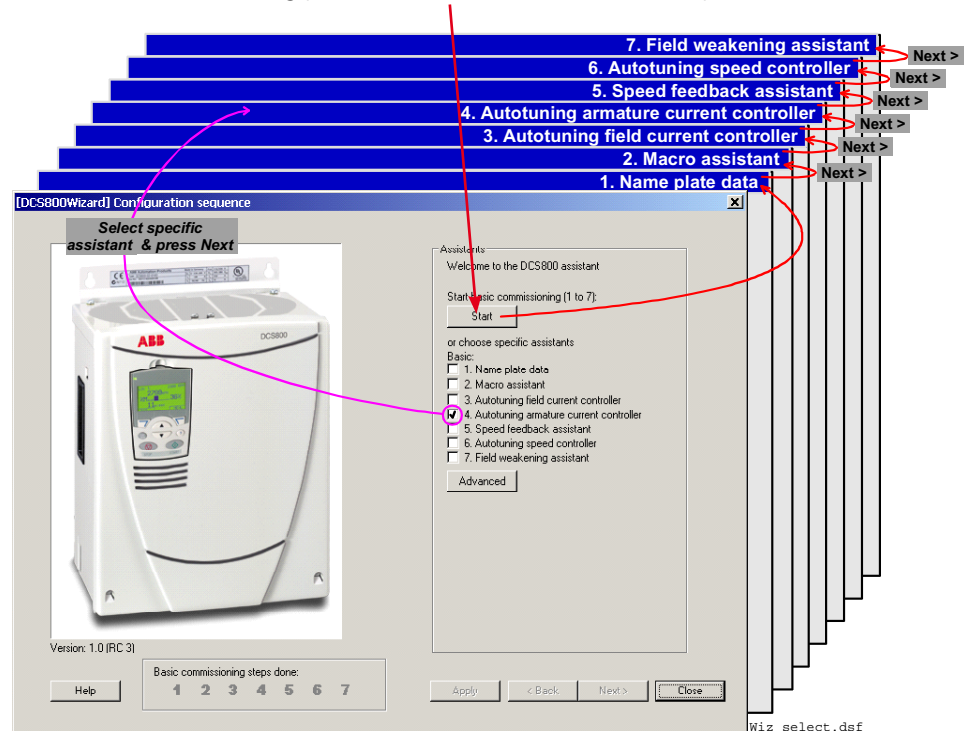 7. Field weakening assistant
Next >
6. Autotuning speed controller
Next >
5. Speed feedback assistant
Next >
4. Autotuning armature current controller
Next >
3. Autotuning field current controller
Next >
2. Macro assistant
Next >
1. Name plate data
[DCS800Wizard] Configuration sequence
Select specific
assistant & press Next
Assistants
Welcome to the DCS800 assistant
Start basic commissioning (1 to 7):
Start
or choose specific assistants
Basic:
1. Name plate data
2. Macro assistant
3. Autotuning field current controller
4. Autotuning armature current controller
5. Speed feedback assistant
6. Autotuning speed controller
7. Field weakening assistant
Advanced
ABB
DCS800
Version: 1.0 (RC 3)
Basic commissioning steps done:
1 2 3 4 5 6 7
Help
Apply
< Back
Next >
Close
Wiz select.dsf